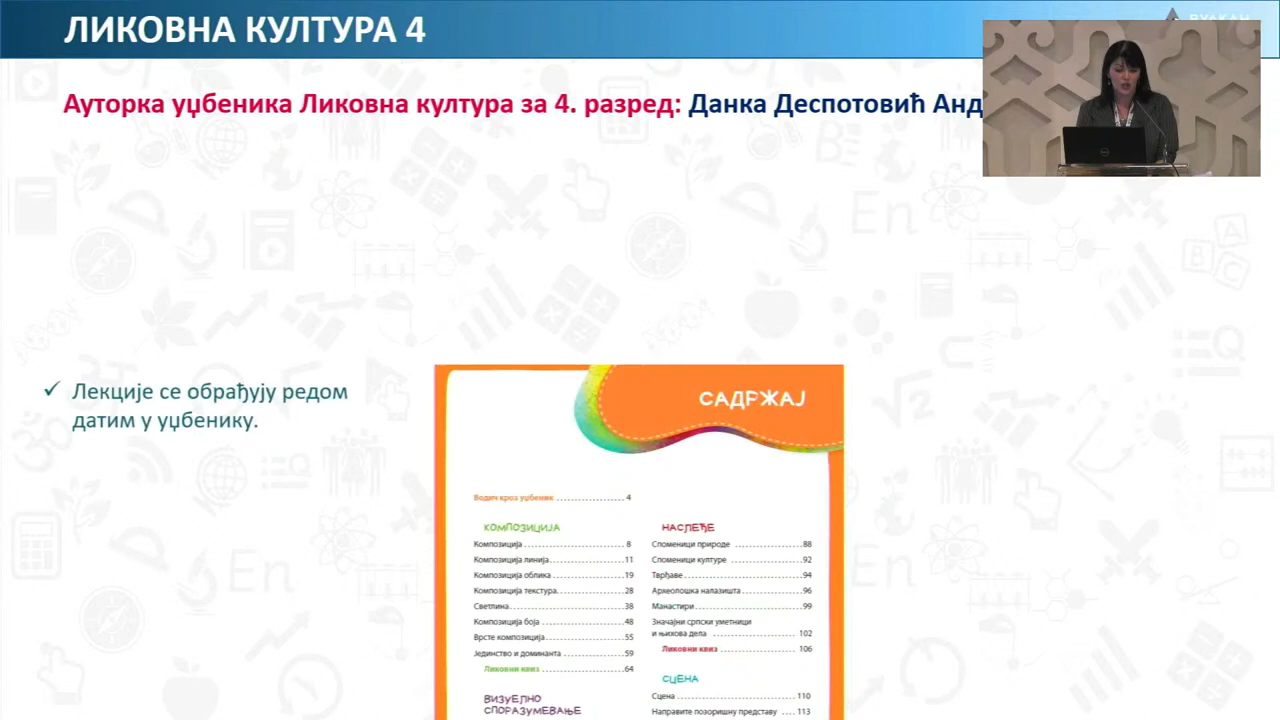 ЛИКОВНА КУЛТУРА 4
Ауторка уџбеника Ликовна култура за 4. разред: Данка Деспотовић Анд
✓ Лекције се обрађују редом
датим у уџбенику.
САДРЖАЈ
Водич кроз уџбеник 4
КОМПОЗИЦИЈА
Композиција 8
Композиција линија 11
Композиција облика 19
Композиција текстура 28
Светлина 38
Композиција боја 48
Врсте композиција 55
Јединство и доминанта 59
Ликовни квиз 64
ВИЗУЕЛНО
СПОРАЗУМЕВАЊЕ
НАСЛЕЂЕ
Споменици природе 88
Споменици културе 92
Тврђаве 94
Археолошка налазишта 96
Манастири 99
Значајни српски уметници
и њихова дела 102
Ликовни квиз 106
СЦЕНА
Сцена 110
Направите позоришну представу 113